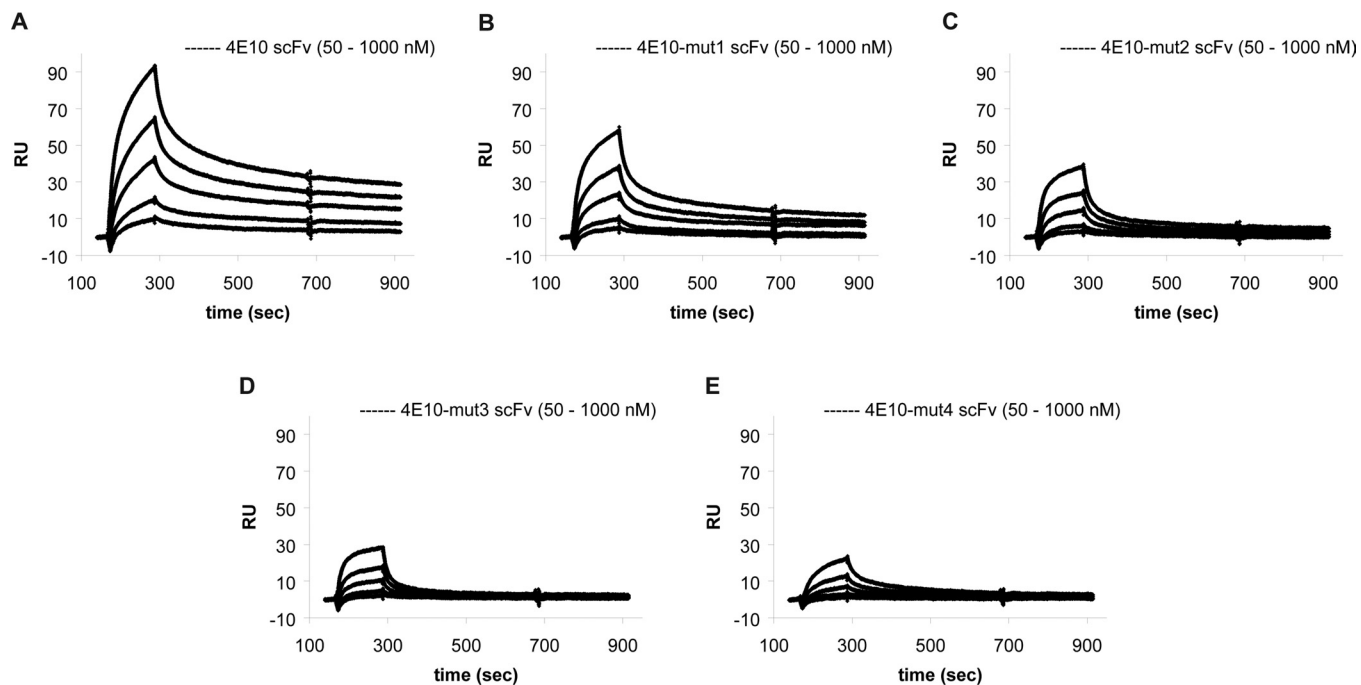 A
------ 4E10 scFv (50 - 1000 nM)
90
70
50
30
10
-10
RU
100 300 500 700 900
time (sec)
B
------ 4E10-mut1 scFv (50 - 1000 nM)
90
70
50
30
10
-10
RU
100 300 500 700 900
time (sec)
C
------ 4E10-mut2 scFv (50 - 1000 nM)
90
70
50
30
10
-10
RU
100 300 500 700 900
time (sec)
D
------ 4E10-mut3 scFv (50 - 1000 nM)
90
70
50
30
10
-10
RU
100 300 500 700 900
time (sec)
E
------ 4E10-mut4 scFv (50 - 1000 nM)
90
70
50
30
10
-10
RU
100 300 500 700 900
time (sec)